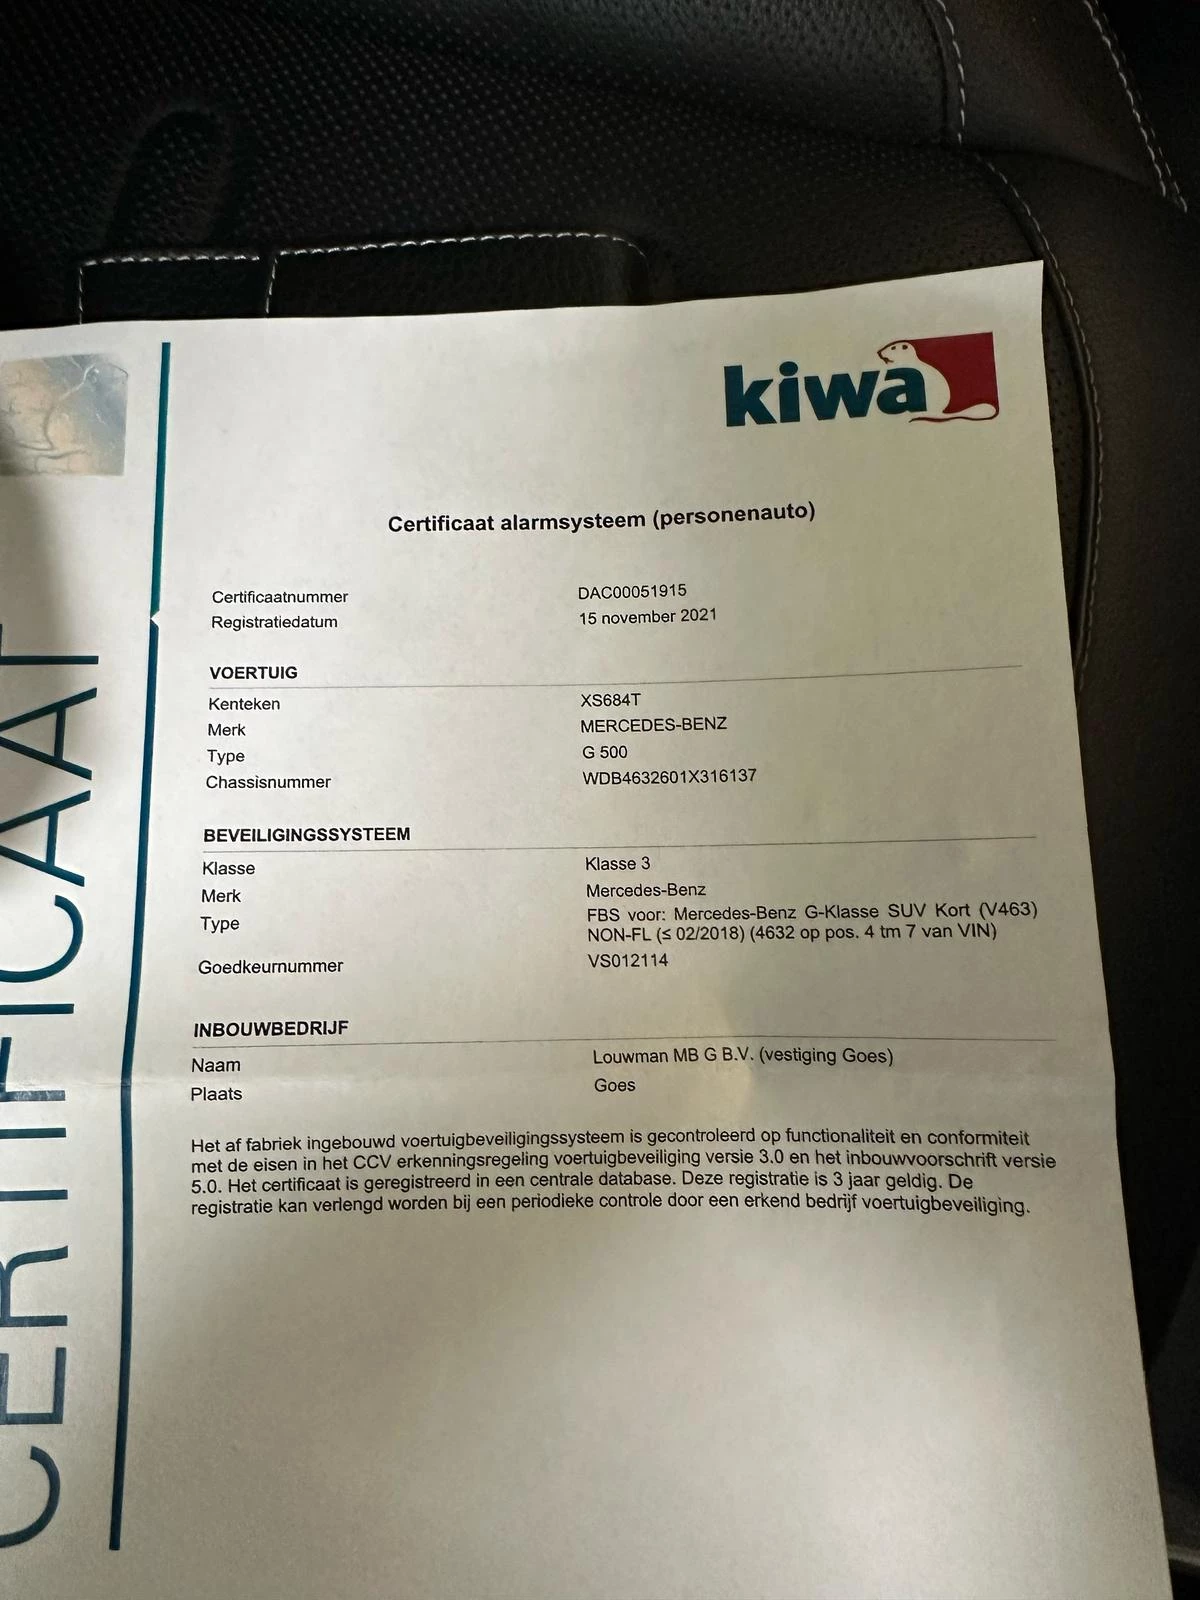 kiwa
Certificaat alarmsysteem (personenauto)
Certificaatnummer DAC00051915
Registratiedatum 15 november 2021
VOERTUIG
Kenteken XS684T
Merk MERCEDES-BENZ
Type G 500
Chassisnummer WDB4632601X316137
BEVEILIGINGSSYSTEEM
Klasse Klasse 3
Merk Mercedes-Benz
Type FBS voor: Mercedes-Benz G-Klasse SUV Kort (V463)
NON-FL (≤ 02/2018) (4632 op pos. 4 tm 7 van VIN)
Goedkeurnummer VS012114
INBOUWBEDRIJF
Naam Louwman MB G B.V. (vestiging Goes)
Plaats Goes
Het af fabriek ingebouwd voertuigbeveiligingssysteem is gecontroleerd op functionaliteit en conformiteit
met de eisen in het CCV erkenningsregeling voertuigbeveiliging versie 3.0 en het inbouwvoorschrift versie
5.0. Het certificaat is geregistreerd in een centrale database. Deze registratie is 3 jaar geldig. De
registratie kan verlengd worden bij een periodieke controle door een erkend bedrijf voertuigbeveiliging.
CERTIFICAAT